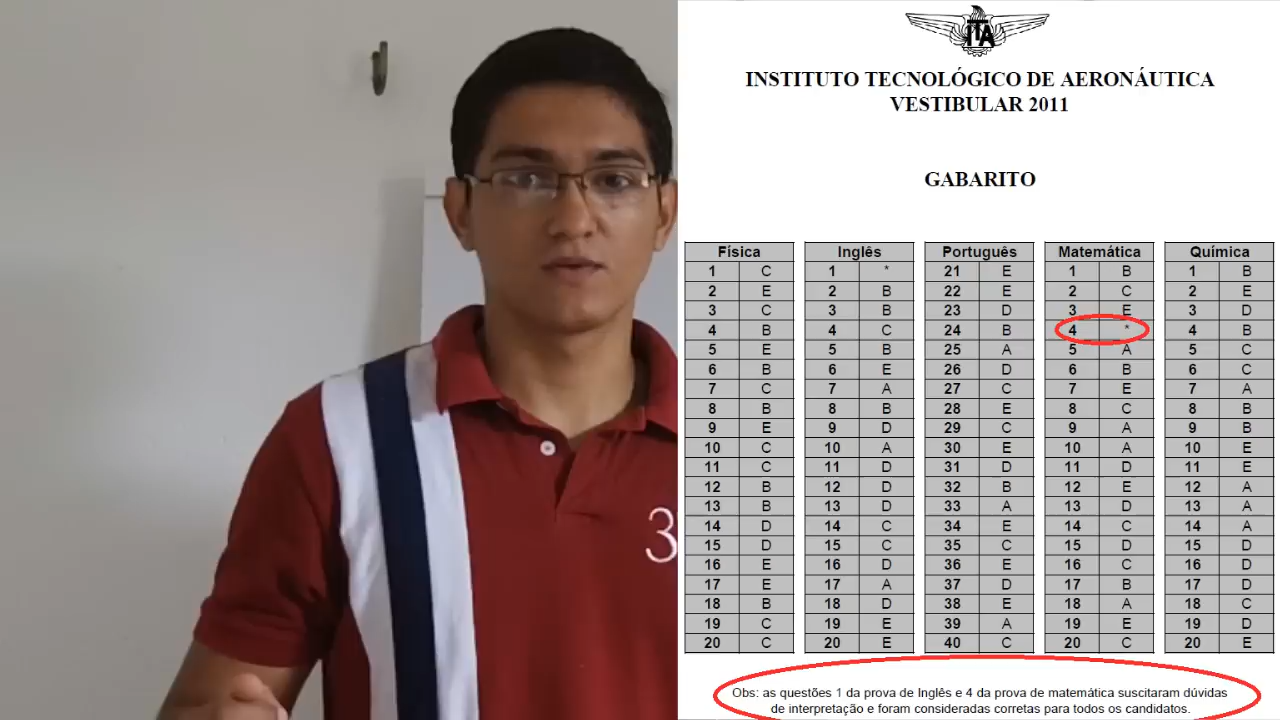 ITA
INSTITUTO TECNOLÓGICO DE AERONÁUTICA
VESTIBULAR 2011
GABARITO
Física Inglês Português Matemática Química
1 C 1 * 21 E 1 B 1 B
2 E 2 B 22 E 2 C 2 E
3 C 3 B 23 D 3 E 3 D
4 B 4 C 24 B 4 * 4 B
5 E 5 B 25 A 5 A 5 C
6 B 6 E 26 D 6 B 6 C
7 C 7 A 27 C 7 E 7 A
8 B 8 B 28 E 8 C 8 B
9 E 9 D 29 C 9 A 9 B
10 C 10 A 30 E 10 A 10 E
11 C 11 D 31 D 11 D 11 E
12 B 12 D 32 B 12 E 12 A
13 B 13 D 33 A 13 D 13 A
14 D 14 C 34 E 14 C 14 A
15 D 15 C 35 C 15 D 15 D
16 E 16 D 36 E 16 C 16 D
17 E 17 A 37 D 17 B 17 D
18 B 18 D 38 E 18 A 18 C
19 C 19 E 39 A 19 E 19 D
20 C 20 E 40 C 20 C 20 E
Obs: as questões 1 da prova de Inglês e 4 da prova de matemática suscitaram dúvidas
de interpretação e foram consideradas corretas para todos os candidatos.
3